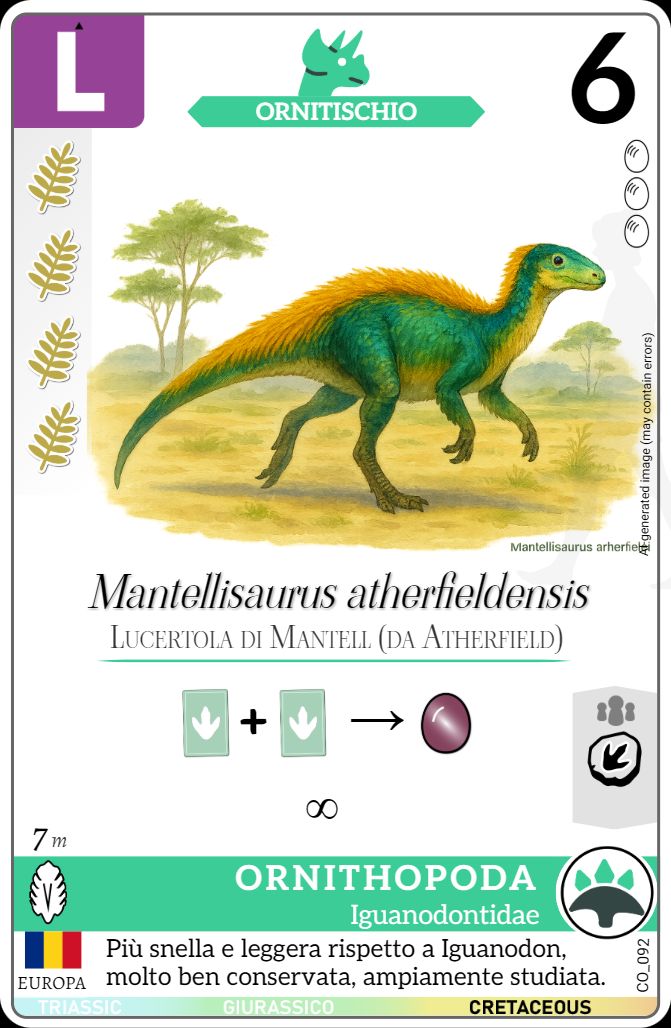 L
ORNITISCHIO
6
AI-generated image (may contain errors)
Mantellisaurus arherfield
Mantellisaurus atherfieldensis
Lucertola di Mantell (da Atherfield)
+ → 
∞
7 m
ORNITHOPODA
Iguanodontidae
EUROPA
Più snella e leggera rispetto a Iguanodon,
molto ben conservata, ampiamente studiata.
CO_092
TRIASSIC
GIURASSICO
CRETACEOUS